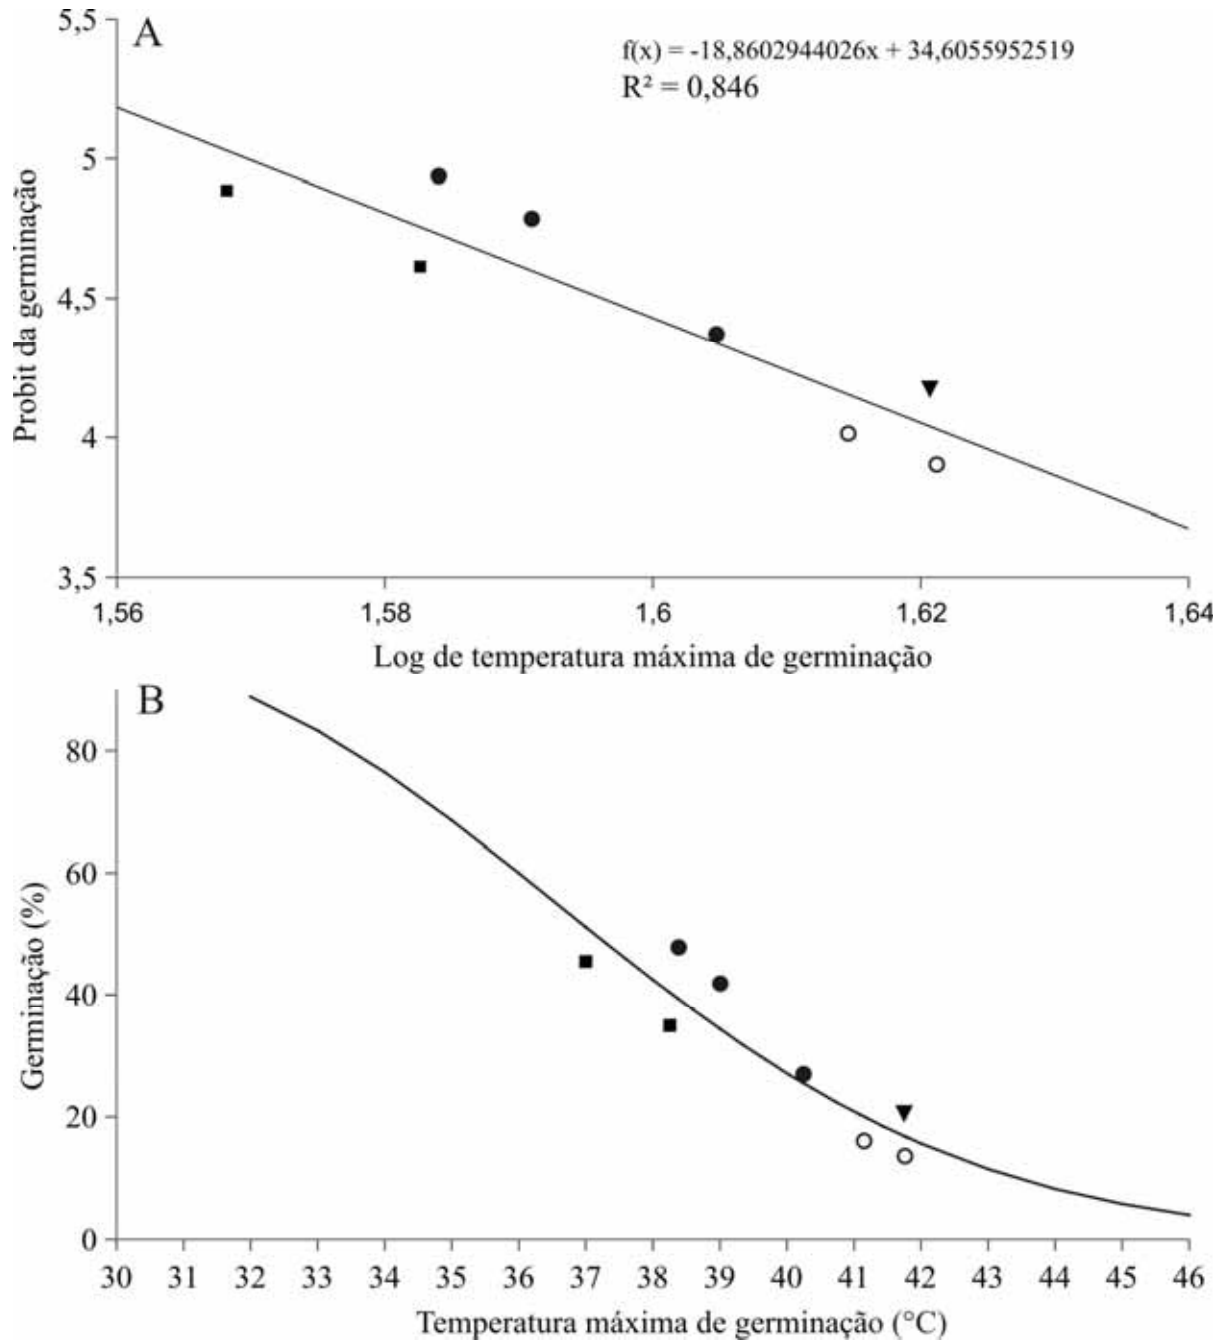 A
f(x) = -18,8602944026x + 34,6055952519
R² = 0,846
Probit da germinação
5,5
5
4,5
4
3,5
1,56 1,58 1,6 1,62 1,64
Log de temperatura máxima de germinação
B
Germinação (%)
80
60
40
20
0
30 31 32 33 34 35 36 37 38 39 40 41 42 43 44 45 46
Temperatura máxima de germinação (°C)